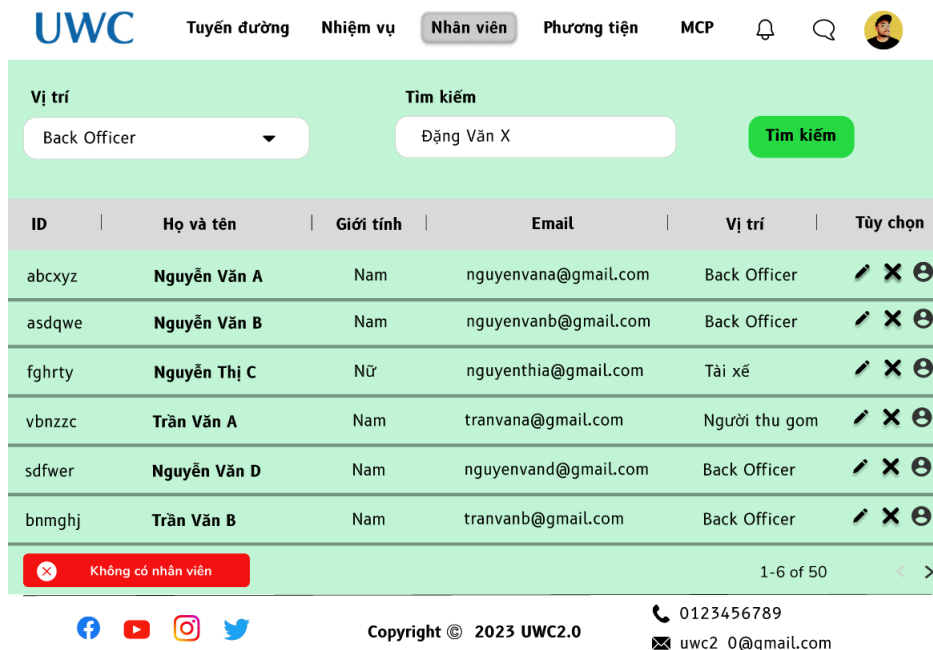 UWC Tuyến đường Nhiệm vụ Nhân viên Phương tiện MCP
Vị trí Tìm kiếm
Back Officer Đặng Văn X Tìm kiếm
ID Họ và tên Giới tính Email Vị trí Tùy chọn
abcxyz Nguyễn Văn A Nam nguyenvana@gmail.com Back Officer
asdqwe Nguyễn Văn B Nam nguyenvanb@gmail.com Back Officer
fghrty Nguyễn Thị C Nữ nguyenthia@gmail.com Tài xế
vbnzzc Trần Văn A Nam tranvana@gmail.com Người thu gom
sdfwer Nguyễn Văn D Nam nguyenvand@gmail.com Back Officer
bnmghj Trần Văn B Nam tranvanb@gmail.com Back Officer
Không có nhân viên 1-6 of 50
0123456789
Copyright © 2023 UWC2.0
uwc2_0@gmail.com